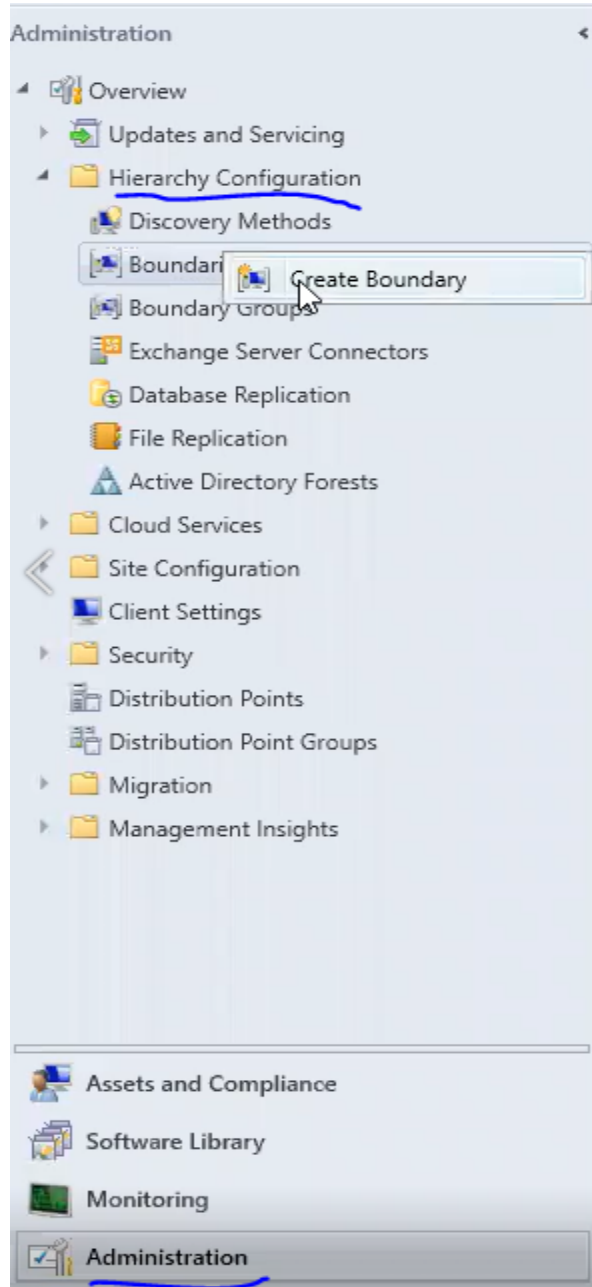 Administration
Overview
Updates and Servicing
Hierarchy Configuration
Discovery Methods
Boundari
Create Boundary
Boundary Groups
Exchange Server Connectors
Database Replication
File Replication
Active Directory Forests
Cloud Services
Site Configuration
Client Settings
Security
Distribution Points
Distribution Point Groups
Migration
Management Insights
Assets and Compliance
Software Library
Monitoring
Administration